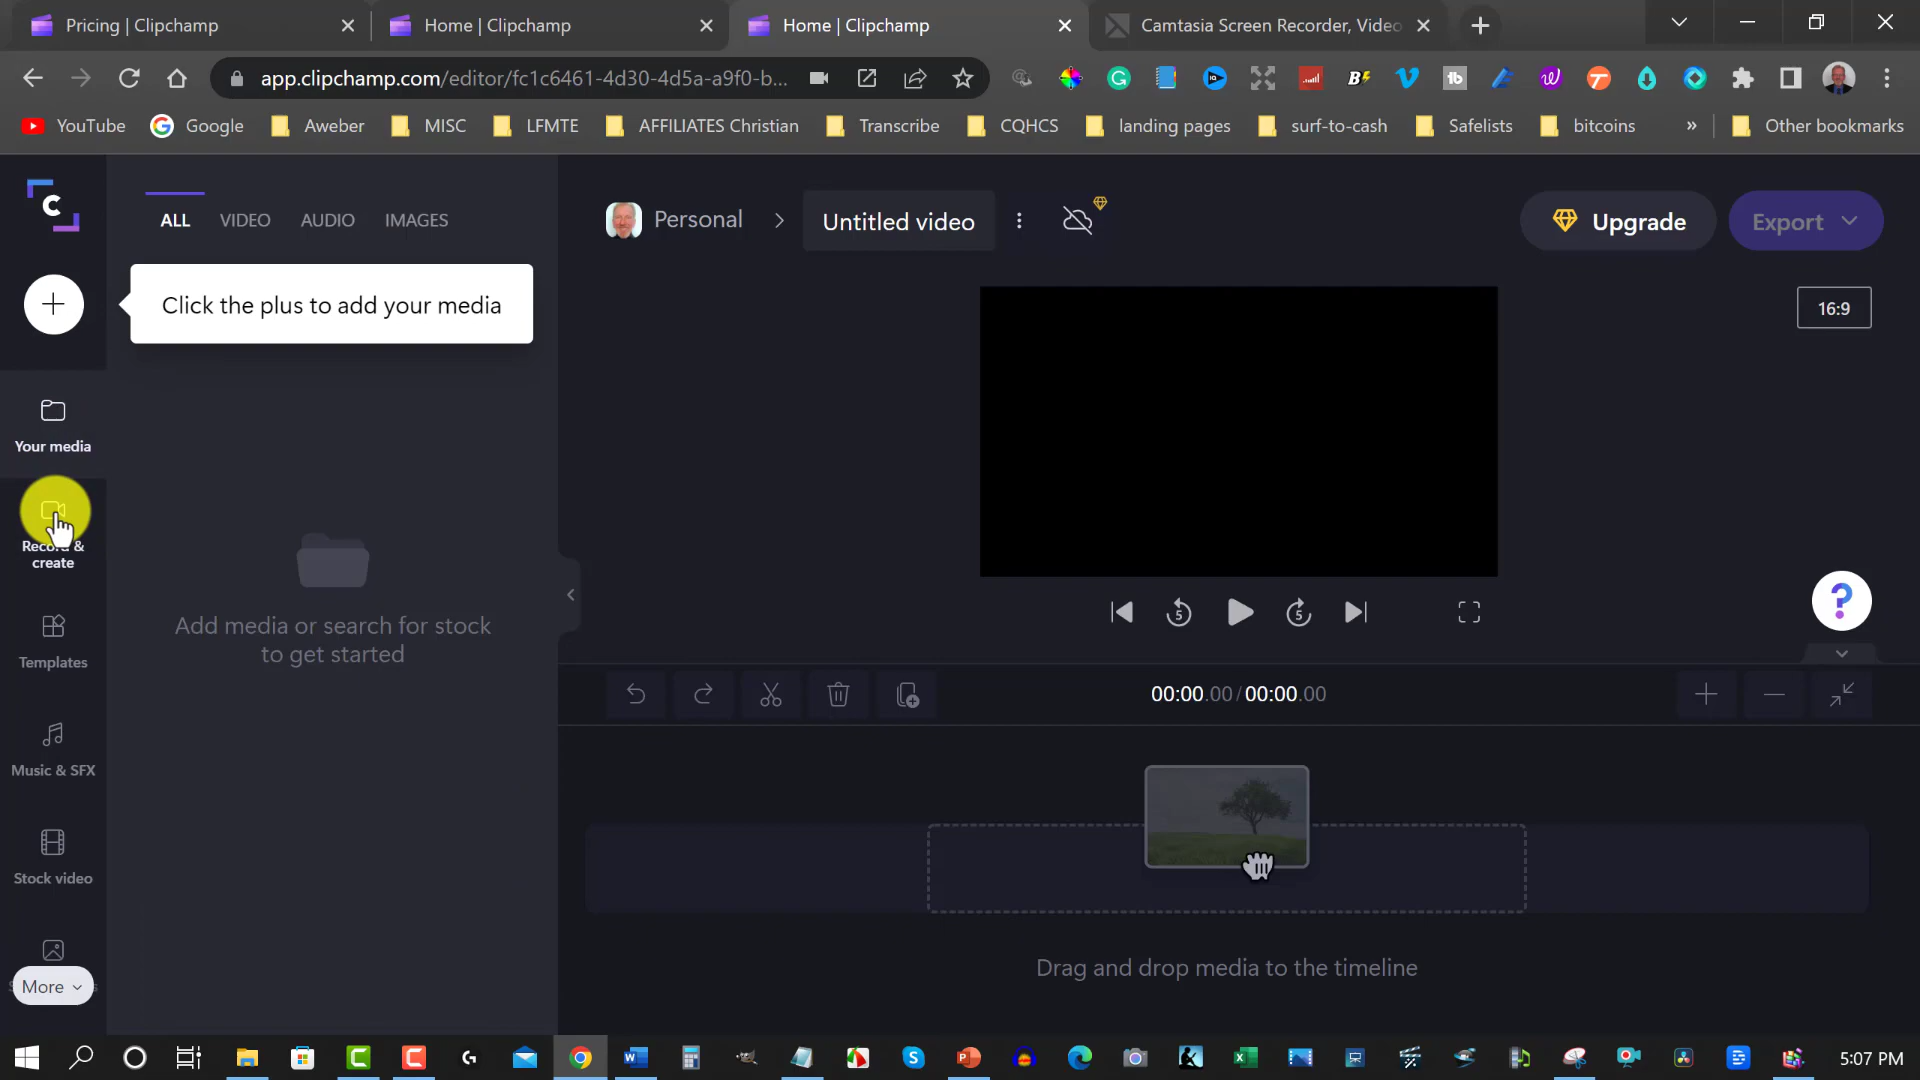 Pricing | Clipchamp
Home | Clipchamp
Home | Clipchamp
Camtasia Screen Recorder, Video
app.clipchamp.com/editor/fc1c6461-4d30-4d5a-a9f0-b...
YouTube
Google
Aweber
MISC
LFMTE
AFFILIATES Christian
Transcribe
CQHCS
landing pages
surf-to-cash
Safelists
bitcoins
»
Other bookmarks
ALL
VIDEO
AUDIO
IMAGES
Personal
Untitled video
Upgrade
Export
Click the plus to add your media
16:9
Your media
Record &
create
Templates
Music & SFX
Stock video
More
Add media or search for stock
to get started
5
5
00:00.00 / 00:00.00
Drag and drop media to the timeline
5:07 PM